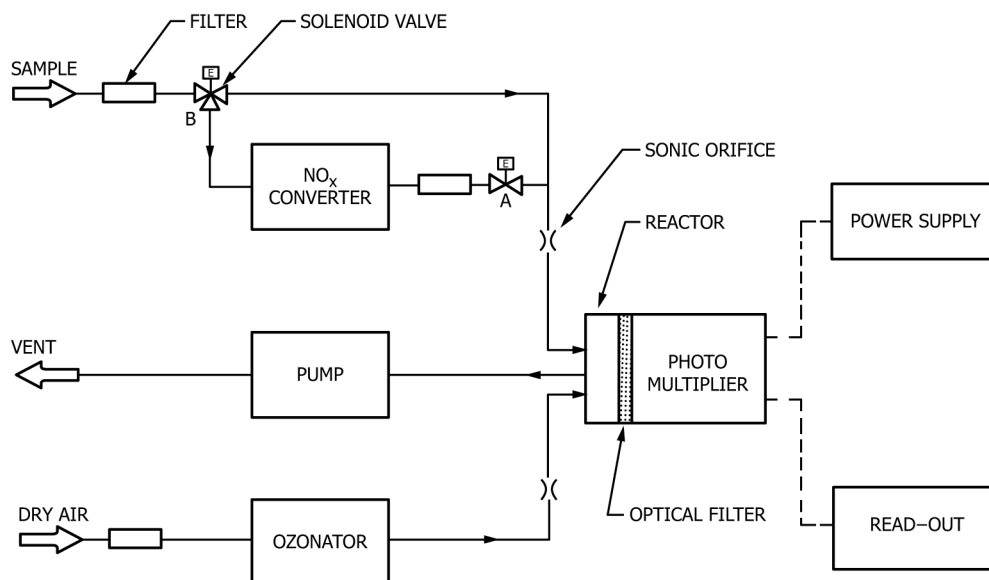 FILTER
SOLENOID VALVE
SAMPLE
E
B
NOx
CONVERTER
E
A
SONIC ORIFICE
REACTOR
POWER SUPPLY
VENT
PUMP
PHOTO
MULTIPLIER
DRY AIR
OZONATOR
OPTICAL FILTER
READ-OUT